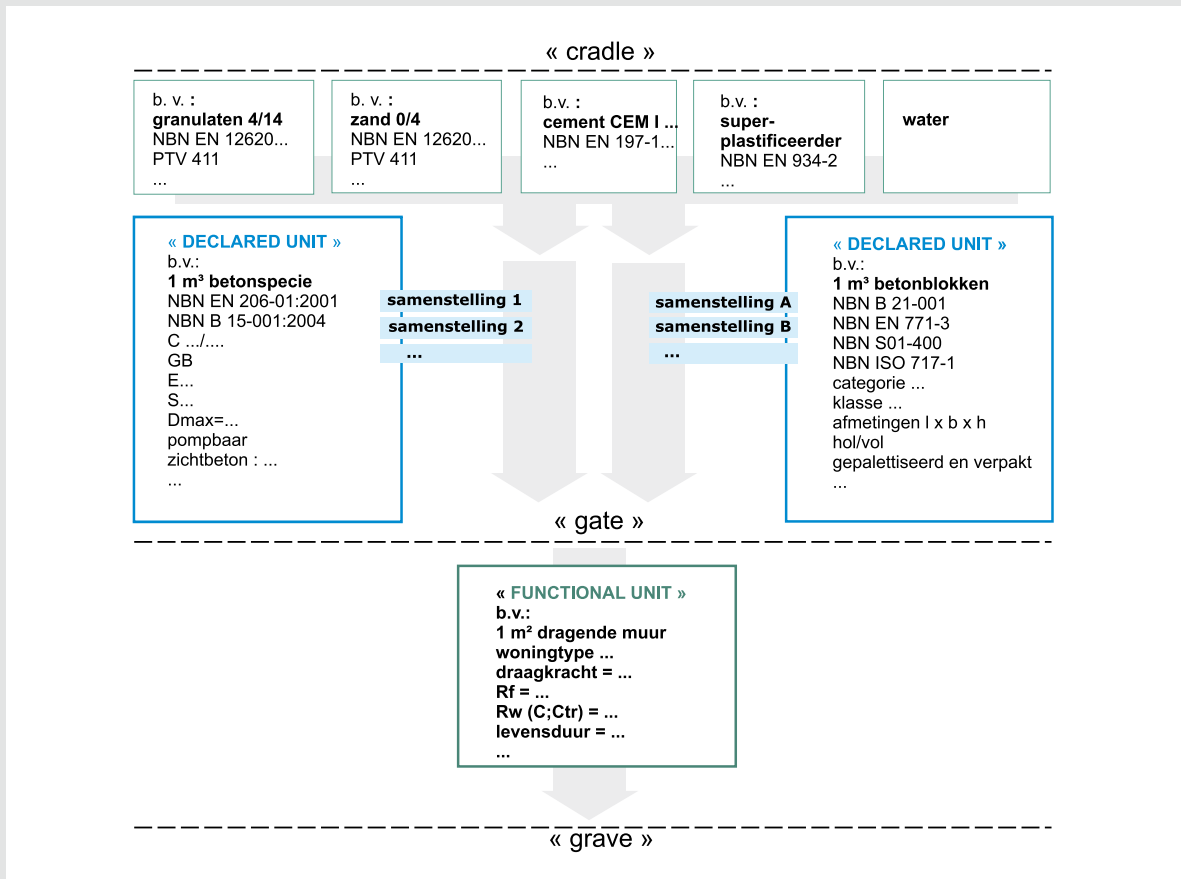 « cradle »
b. v. :
granulaten 4/14
NBN EN 12620...
PTV 411
...
b. v. :
zand 0/4
NBN EN 12620...
PTV 411
...
b.v. :
cement CEM I ...
NBN EN 197-1...
...
b.v. :
super-
plastificeerder
NBN EN 934-2
...
water
« DECLARED UNIT »
b.v.:
1 m³ betonspecie
NBN EN 206-01:2001
NBN B 15-001:2004
C .../....
GB
E...
S...
Dmax=...
pompbaar
zichtbeton : ...
...
samenstelling 1
samenstelling 2
...
samenstelling A
samenstelling B
...
« DECLARED UNIT »
b.v.:
1 m³ betonblokken
NBN B 21-001
NBN EN 771-3
NBN S01-400
NBN ISO 717-1
categorie ...
klasse ...
afmetingen l x b x h
hol/vol
gepalettiseerd en verpakt
...
« gate »
« FUNCTIONAL UNIT »
b.v.:
1 m² dragende muur
woningtype ...
draagkracht = ...
Rf = ...
Rw (C;Ctr) = ...
levensduur = ...
...
« grave »